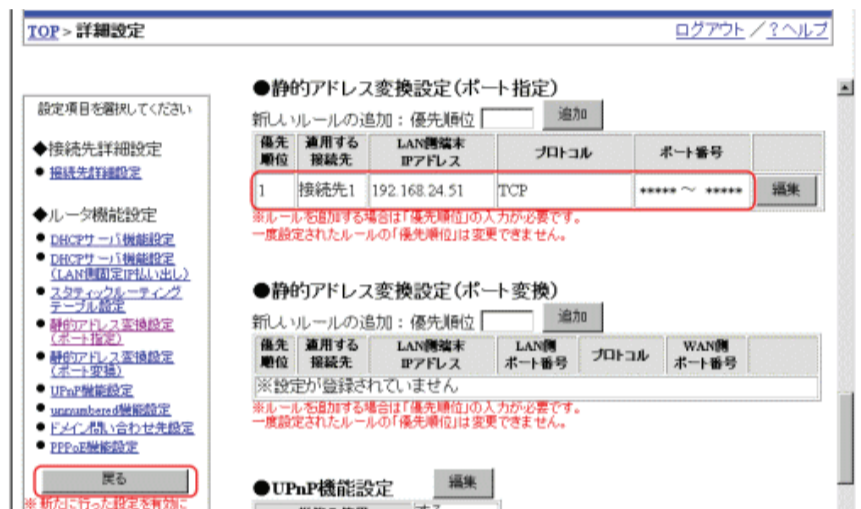 TOP > 詳細設定
ログアウト / ?ヘルプ
設定項目を選択してください
◆接続先詳細設定
● 接続先詳細設定
◆ルータ機能設定
● DHCPサーバ機能設定
● DHCPサーバ機能設定
(LAN側固定IP払い出し)
● スタティックルーティング
テーブル設定
● 静的アドレス変換設定
(ポート指定)
● 静的アドレス変換設定
(ポート変換)
● UPnP機能設定
● unnumbered機能設定
● ドメイン問い合わせ先設定
● PPPoE機能設定
戻る
※ 新たに行った設定を有効に
●静的アドレス変換設定(ポート指定)
新しいルールの追加:優先順位 追加
優先順位 適用する接続先 LAN側端末IPアドレス プロトコル ポート番号
1 接続先1 192.168.24.51 TCP ***** ~ ***** 編集
※ルールを追加する場合は「優先順位」の入力が必要です。
一度設定されたルールの「優先順位」は変更できません。
●静的アドレス変換設定(ポート変換)
新しいルールの追加:優先順位 追加
優先順位 適用する接続先 LAN側端末IPアドレス LAN側ポート番号 プロトコル WAN側ポート番号
※設定が登録されていません
※ルールを追加する場合は「優先順位」の入力が必要です。
一度設定されたルールの「優先順位」は変更できません。
●UPnP機能設定 編集
する